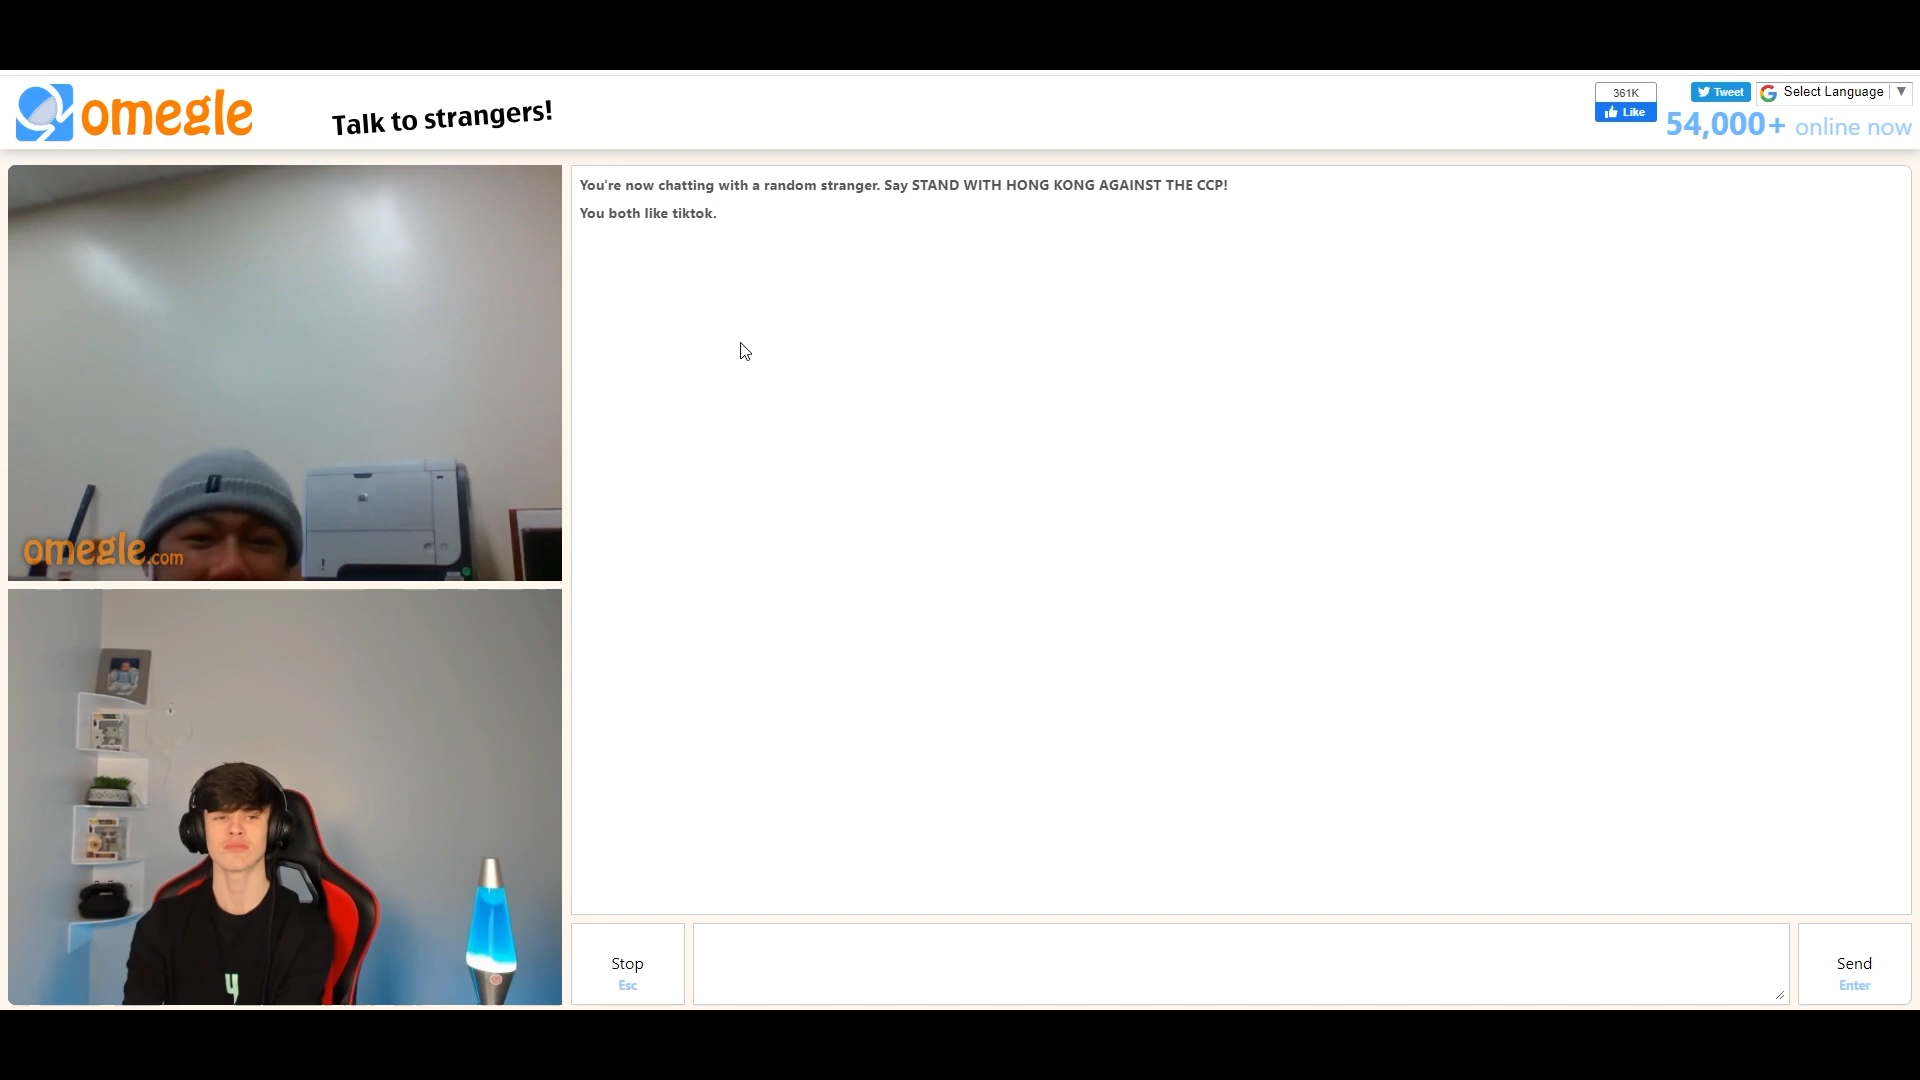 omegle
Talk to strangers!
361K
Like
Tweet
Select Language
54,000+ online now
You're now chatting with a random stranger. Say STAND WITH HONG KONG AGAINST THE CCP!
You both like tiktok.
omegle.com
Stop
Esc
Send
Enter